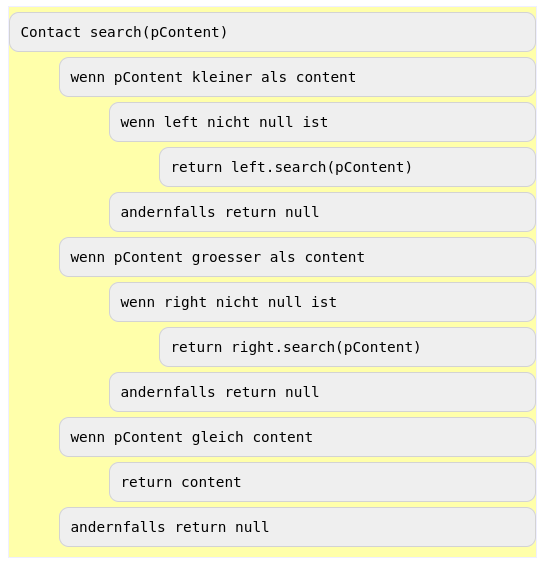 Contact search(pContent)
wenn pContent kleiner als content
wenn left nicht null ist
return left.search(pContent)
andernfalls return null
wenn pContent groesser als content
wenn right nicht null ist
return right.search(pContent)
andernfalls return null
wenn pContent gleich content
return content
andernfalls return null